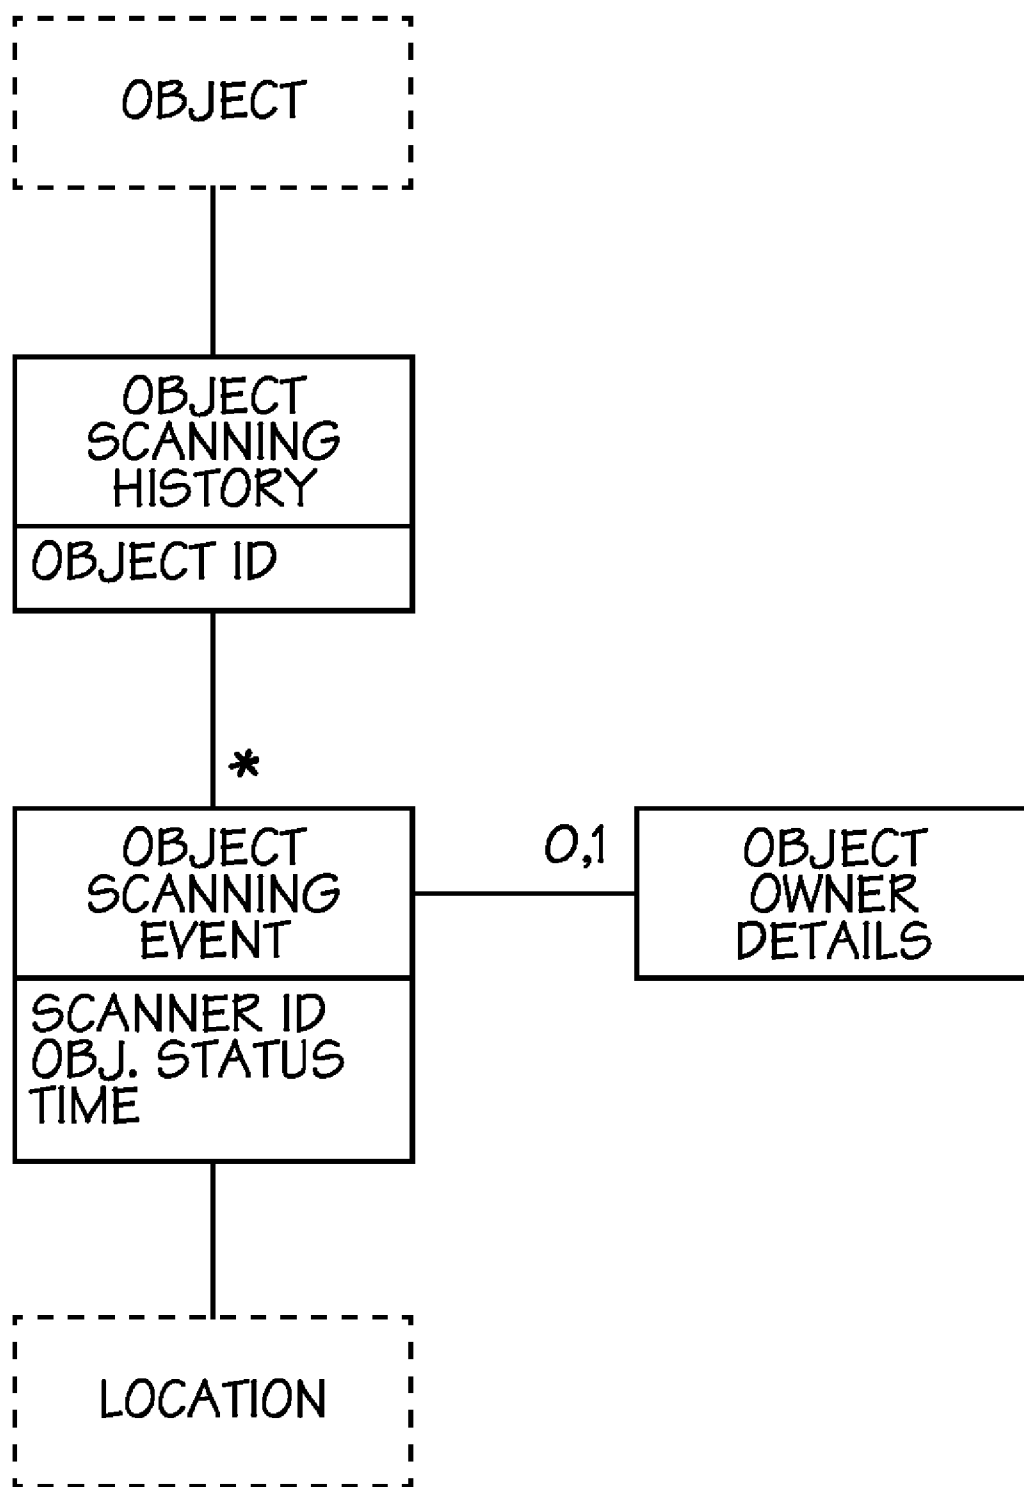 OBJECT
OBJECT
SCANNING
HISTORY
OBJECT ID
*
OBJECT
SCANNING
EVENT
0,1
OBJECT
OWNER
DETAILS
SCANNER ID
OBJ. STATUS
TIME
LOCATION